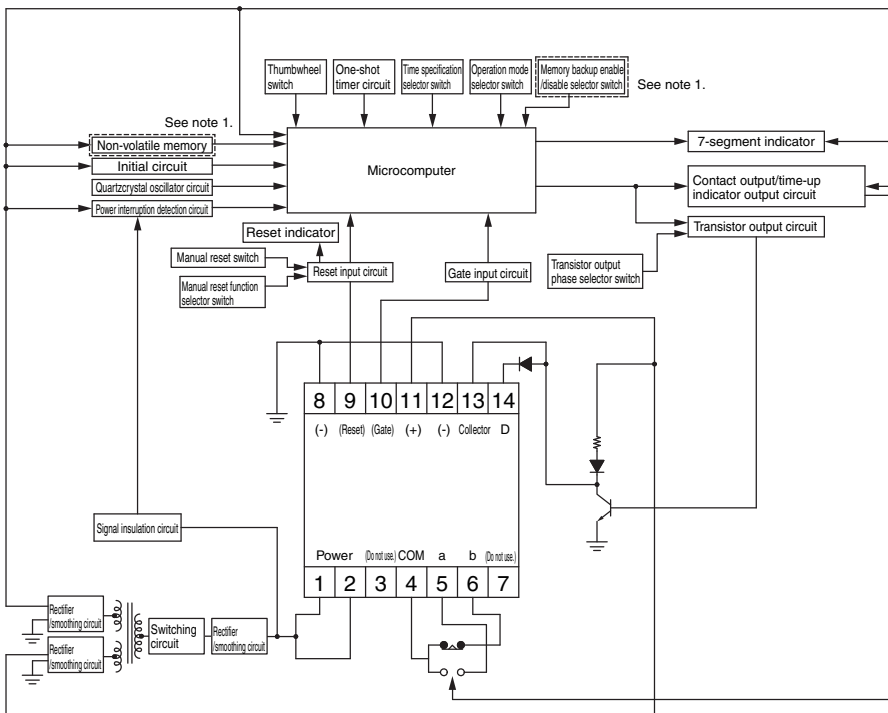 Thumbwheel
switch
One-shot
timer circuit
Time specification
selector switch
Operation mode
selector switch
Memory backup enable
/disable selector switch
See note 1.
See note 1.
Non-volatile memory
Initial circuit
Quartzcrystal oscillator circuit
Power interruption detection circuit
Microcomputer
7-segment indicator
Contact output/time-up
indicator output circuit
Transistor output circuit
Reset indicator
Manual reset switch
Reset input circuit
Manual reset function
selector switch
Gate input circuit
Transistor output
phase selector switch
8 9 10 11 12 13 14
(-) (Reset) (Gate) (+) (-) Collector D
Signal insulation circuit
Power (Do not use.) COM a b (Do not use.)
1 2 3 4 5 6 7
Rectifier
/smoothing circuit
Switching
circuit
Rectifier
/smoothing circuit
Rectifier
/smoothing circuit